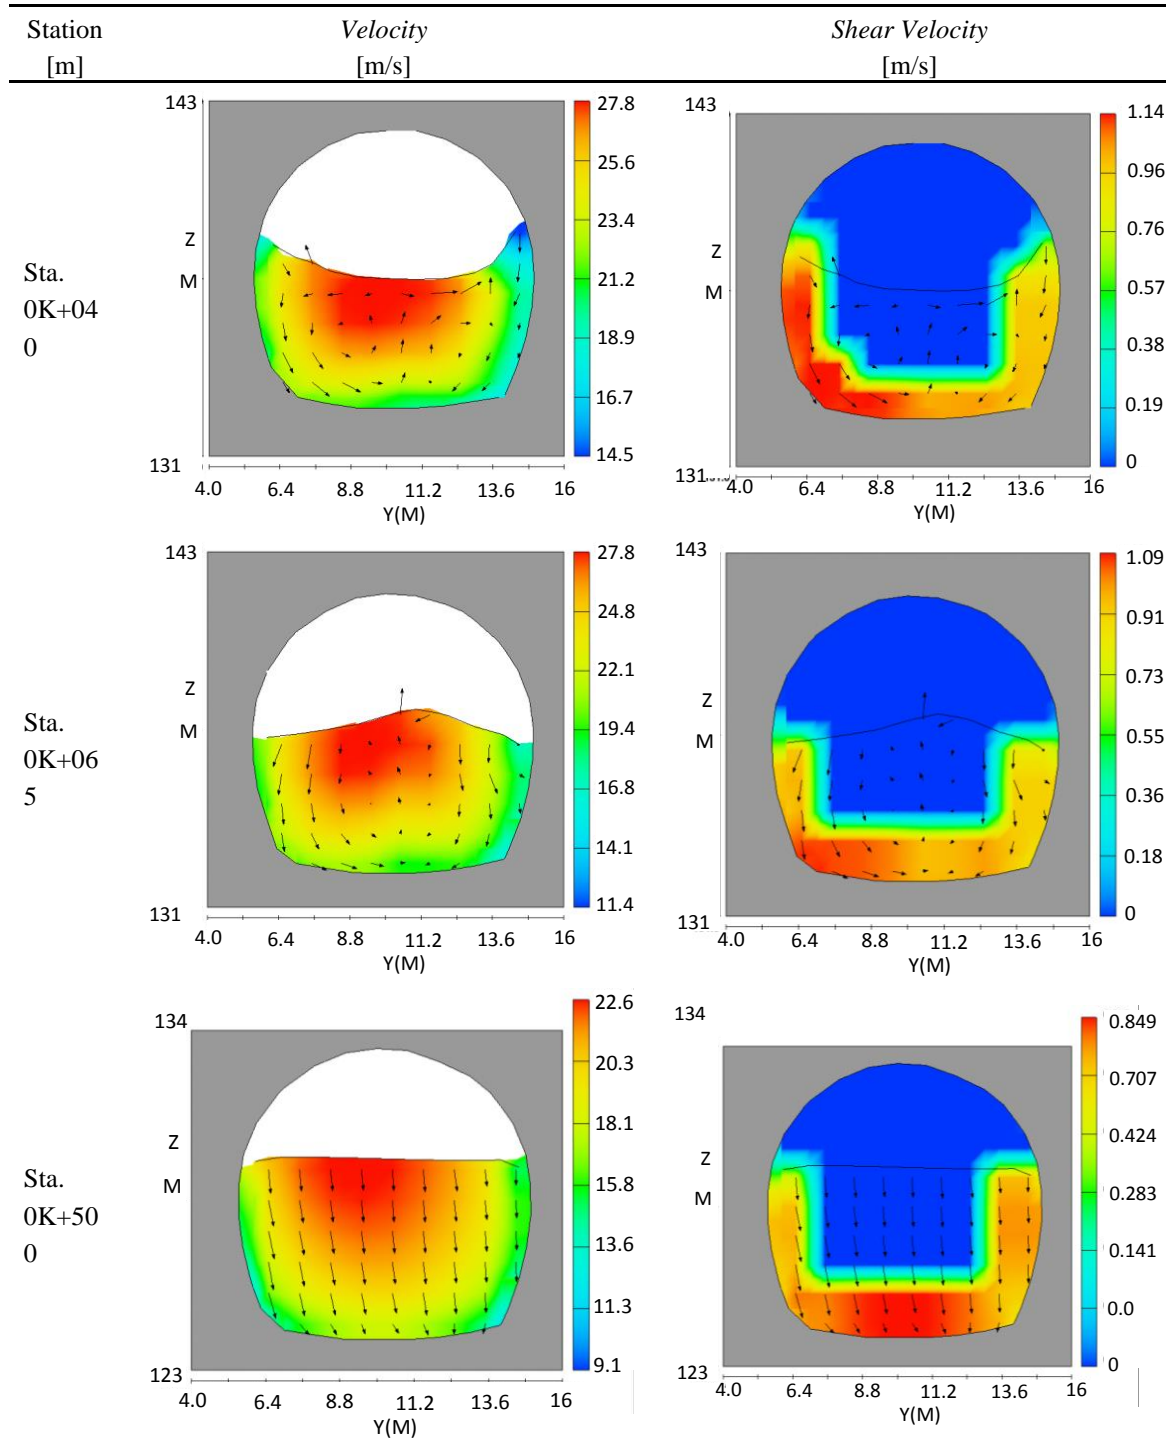 Station Velocity Shear Velocity
[m] [m/s] [m/s]
143 27.8 143 1.14
25.6 0.96
23.4 0.76
Z Z
M 21.2 M 0.57
Sta.
0K+04
0
18.9 0.38
16.7 0.19
14.5 0
131 131
4.0 6.4 8.8 11.2 13.6 16 4.0 6.4 8.8 11.2 13.6 16
Y(M) Y(M)
143 27.8 143 1.09
24.8 0.91
22.1 0.73
Z Z
M 19.4 M 0.55
Sta.
0K+06
5
16.8 0.36
14.1 0.18
11.4 0
131 131
4.0 6.4 8.8 11.2 13.6 16 4.0 6.4 8.8 11.2 13.6 16
Y(M) Y(M)
134 22.6 134 0.849
20.3 0.707
18.1 0.424
Z Z
M 15.8 M 0.283
Sta.
0K+50
0
13.6 0.141
11.3 0.0
9.1 0
123 123
4.0 6.4 8.8 11.2 13.6 16 4.0 6.4 8.8 11.2 13.6 16
Y(M) Y(M)